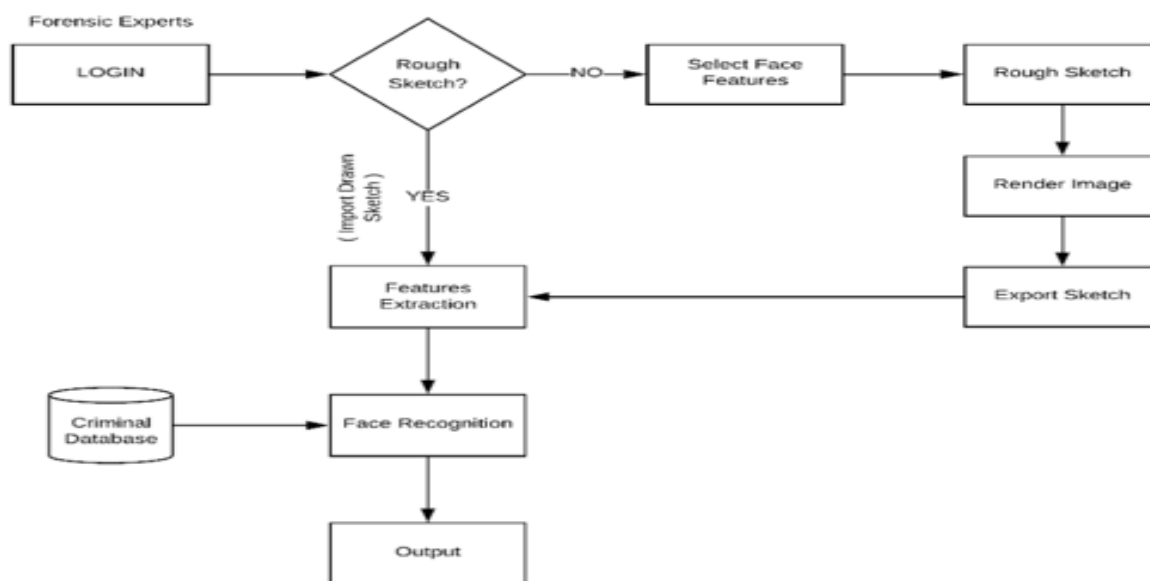 Forensic Experts
LOGIN
Rough
Sketch?
NO
Select Face
Features
Rough Sketch
Render Image
Export Sketch
( Import Drawn
Sketch )
YES
Features
Extraction
Criminal
Database
Face Recognition
Output